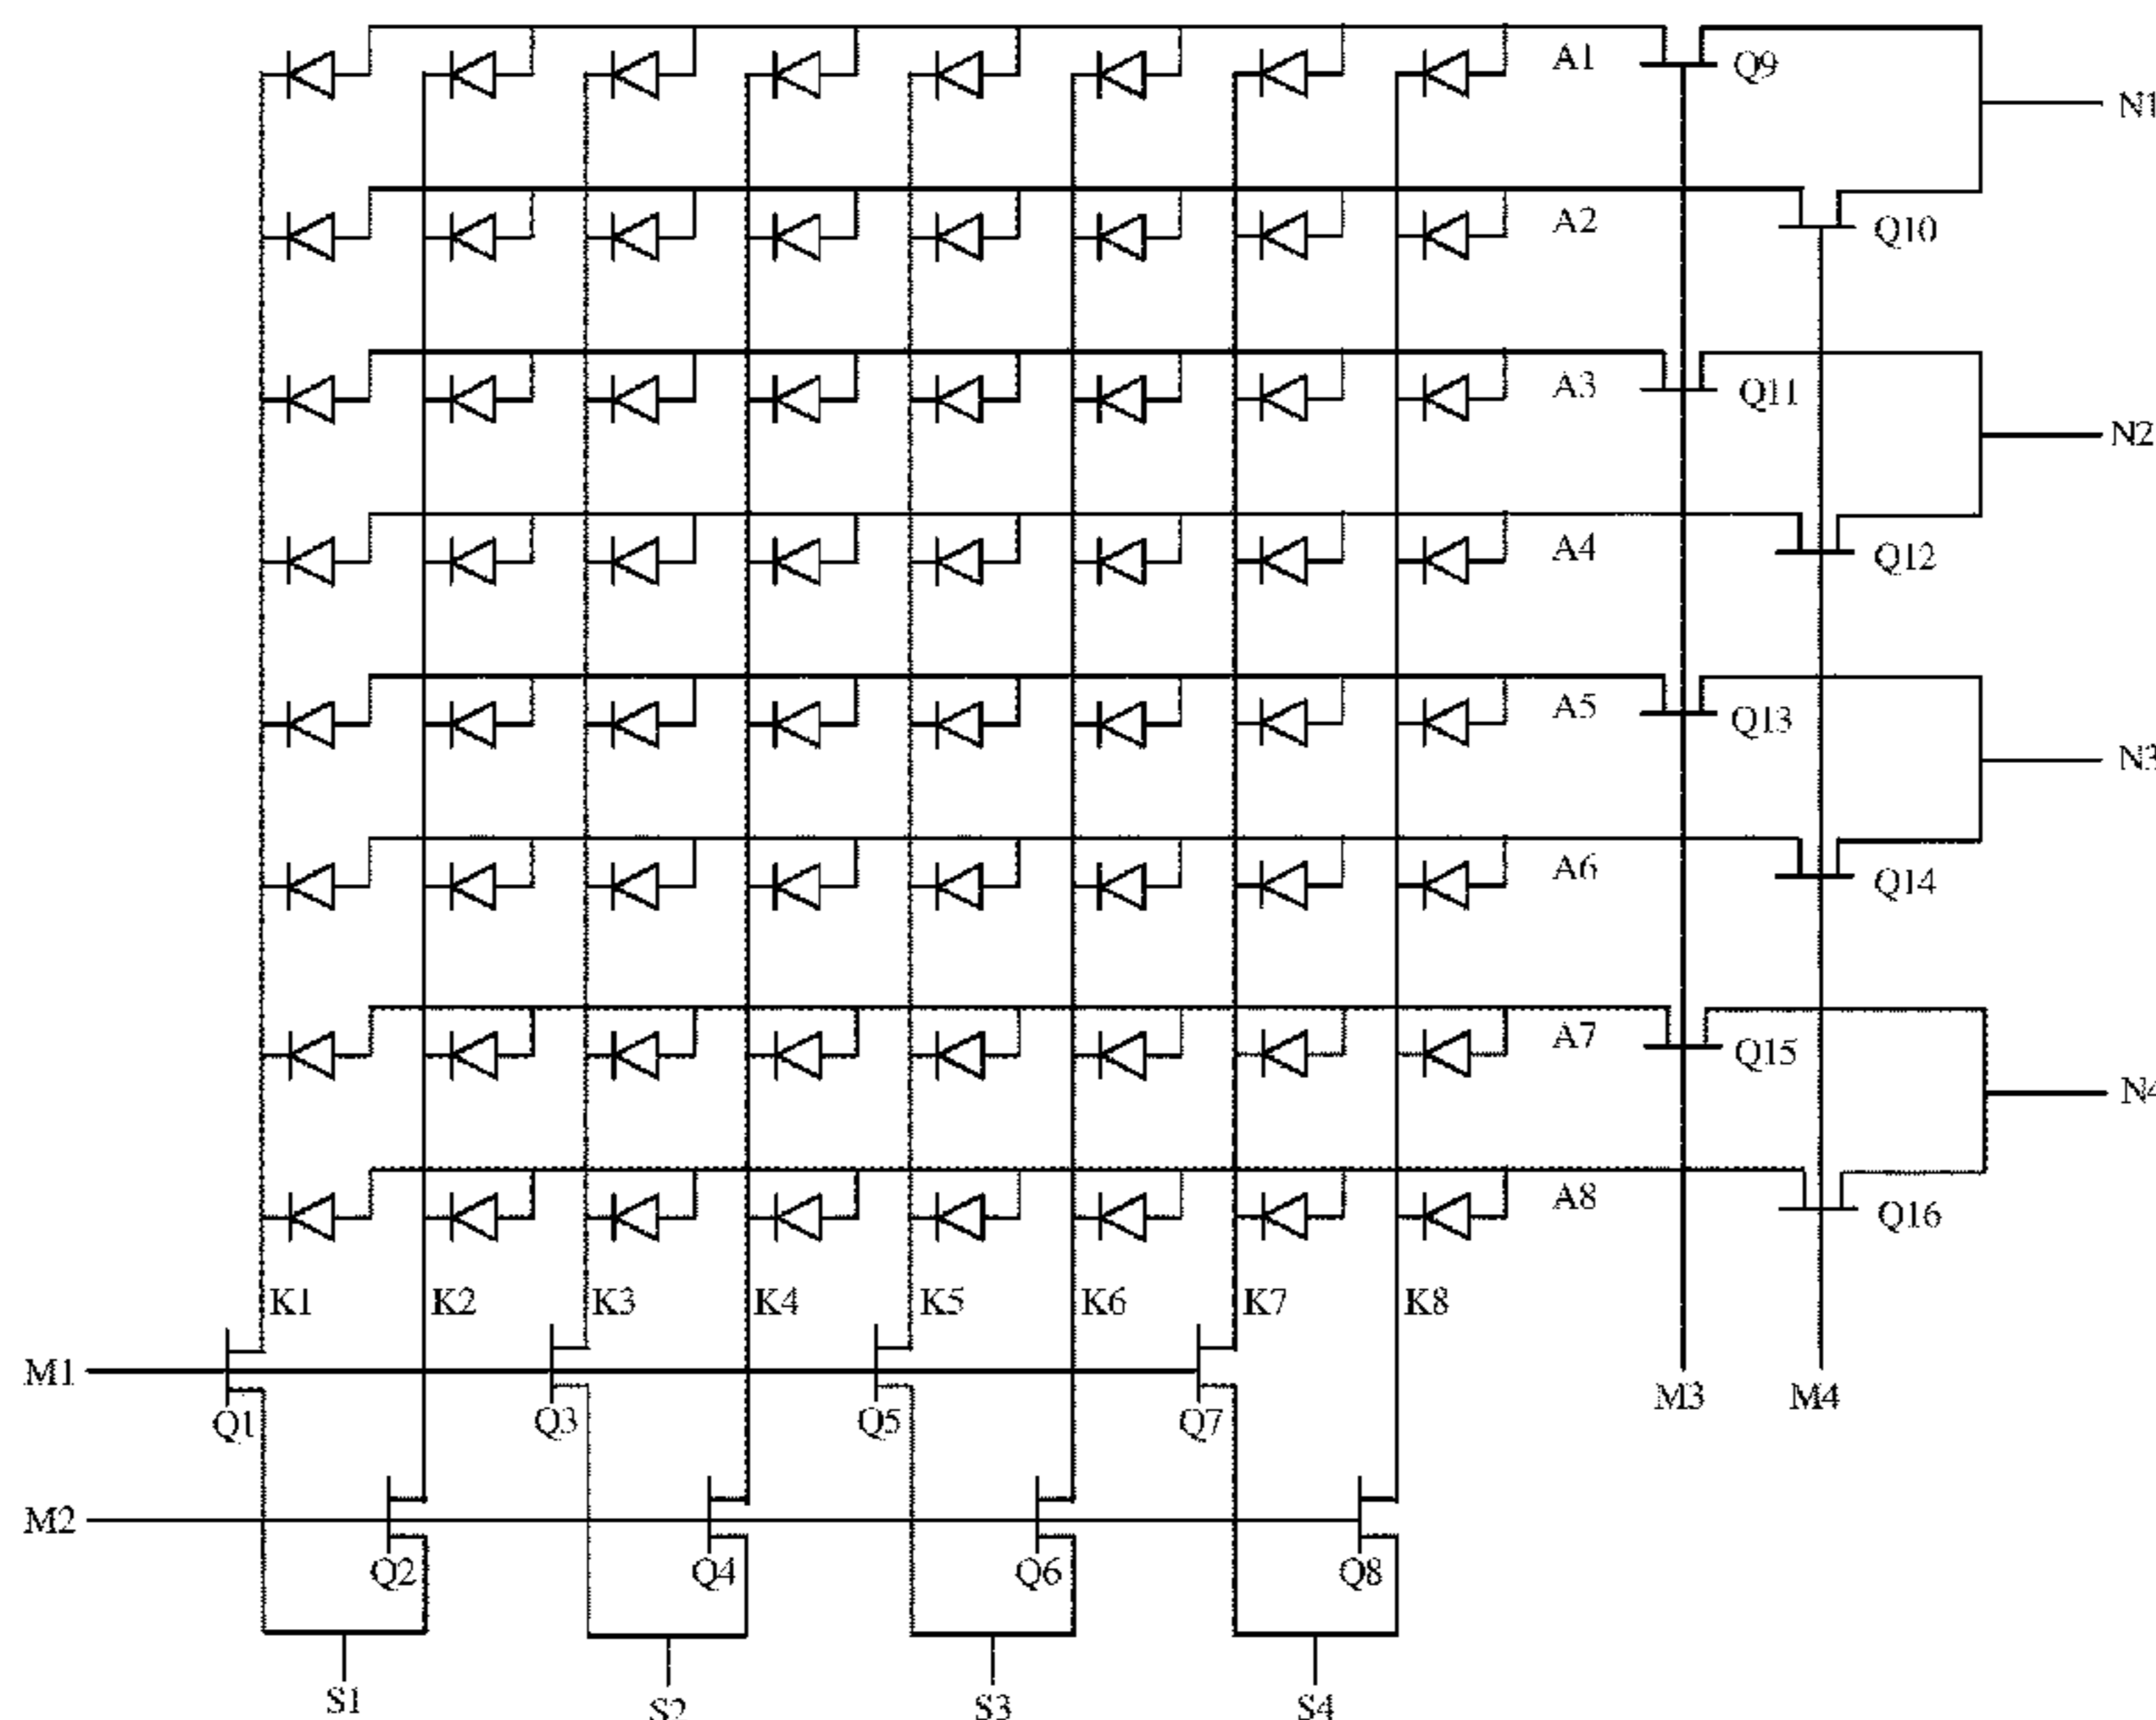 A1
Q9
N1
A2
Q10
A3
Q11
N2
A4
Q12
A5
Q13
N3
A6
Q14
A7
Q15
N4
A8
Q16
K1 K2 K3 K4 K5 K6 K7 K8
M1
M3 M4
Q1 Q3 Q5 Q7
M2
Q2 Q4 Q6 Q8
S1 S2 S3 S4